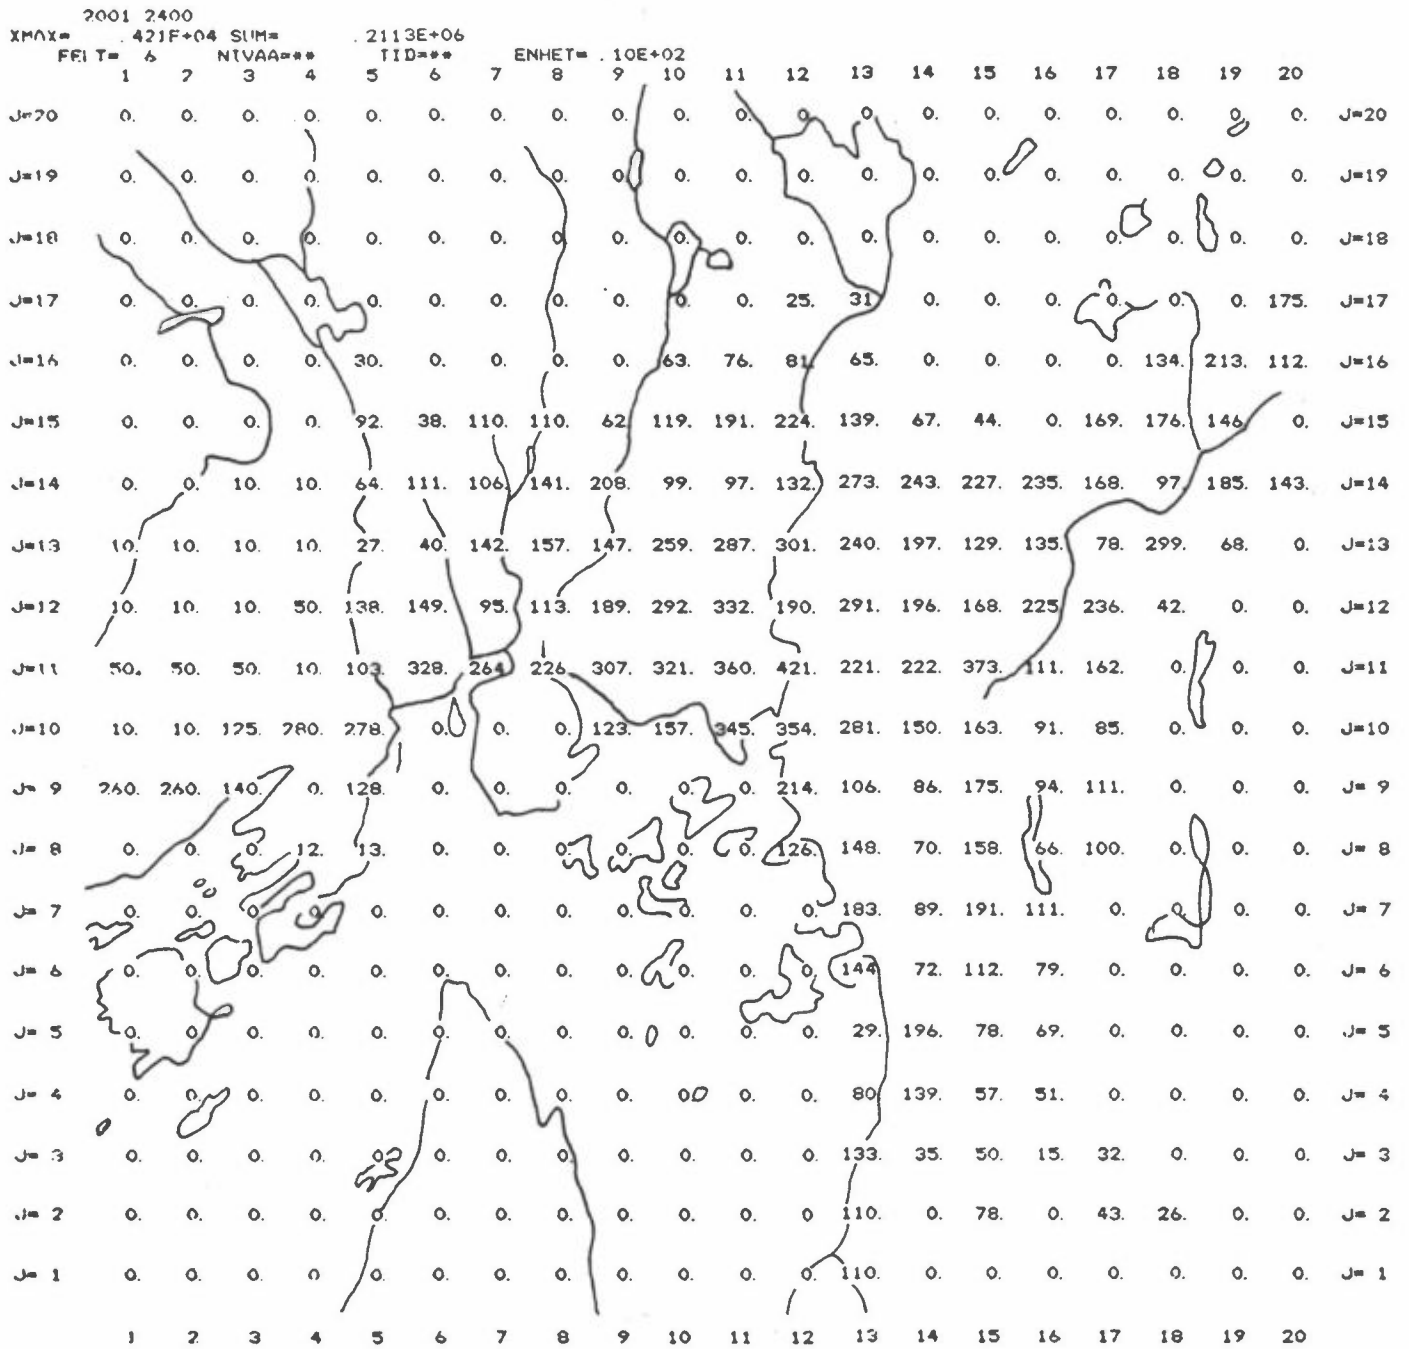 2001 2400
XMAX= .421E+04 SUM= .2113E+06
FELT= 6 NIVAA=** TID=** ENHET= .10E+02
1 2 3 4 5 6 7 8 9 10 11 12 13 14 15 16 17 18 19 20
J=20 0. 0. 0. 0. 0. 0. 0. 0. 0. 0. 0. 0. 0. 0. 0. 0. 0. 0. 0. 0. J=20
J=19 0. 0. 0. 0. 0. 0. 0. 0. 0. 0. 0. 0. 0. 0. 0. 0. 0. 0. 0. 0. J=19
J=18 0. 0. 0. 0. 0. 0. 0. 0. 0. 0. 0. 0. 0. 0. 0. 0. 0. 0. 0. 0. J=18
J=17 0. 0. 0. 0. 0. 0. 0. 0. 0. 0. 0. 25. 31. 0. 0. 0. 0. 0. 0. 175. J=17
J=16 0. 0. 0. 0. 30. 0. 0. 0. 0. 63. 76. 81. 65. 0. 0. 0. 0. 134. 213. 112. J=16
J=15 0. 0. 0. 0. 92. 38. 110. 110. 62. 119. 191. 224. 139. 67. 44. 0. 169. 176. 146. 0. J=15
J=14 0. 0. 10. 10. 64. 111. 106. 141. 208. 99. 97. 132. 273. 243. 227. 235. 168. 97. 185. 143. J=14
J=13 10. 10. 10. 10. 27. 40. 142. 157. 147. 259. 287. 301. 240. 197. 129. 135. 78. 299. 68. 0. J=13
J=12 10. 10. 10. 50. 138. 149. 95. 113. 189. 292. 332. 190. 291. 196. 168. 225. 236. 42. 0. 0. J=12
J=11 50. 50. 50. 10. 103. 328. 264. 226. 307. 321. 360. 421. 221. 222. 373. 111. 162. 0. 0. 0. J=11
J=10 10. 10. 125. 280. 278. 0. 0. 0. 123. 157. 345. 354. 281. 150. 163. 91. 85. 0. 0. 0. J=10
J= 9 260. 260. 140. 0. 128. 0. 0. 0. 0. 0. 0. 214. 106. 86. 175. 94. 111. 0. 0. 0. J= 9
J= 8 0. 0. 0. 12. 13. 0. 0. 0. 0. 0. 0. 126. 148. 70. 158. 66. 100. 0. 0. 0. J= 8
J= 7 0. 0. 0. 0. 0. 0. 0. 0. 0. 0. 0. 0. 183. 89. 191. 111. 0. 0. 0. 0. J= 7
J= 6 0. 0. 0. 0. 0. 0. 0. 0. 0. 0. 0. 0. 144. 72. 112. 79. 0. 0. 0. 0. J= 6
J= 5 0. 0. 0. 0. 0. 0. 0. 0. 0. 0. 0. 0. 29. 196. 78. 69. 0. 0. 0. 0. J= 5
J= 4 0. 0. 0. 0. 0. 0. 0. 0. 0. 0. 0. 0. 80. 139. 57. 51. 0. 0. 0. 0. J= 4
J= 3 0. 0. 0. 0. 0. 0. 0. 0. 0. 0. 0. 0. 133. 35. 50. 15. 32. 0. 0. 0. J= 3
J= 2 0. 0. 0. 0. 0. 0. 0. 0. 0. 0. 0. 0 110. 0. 78. 0. 43. 26. 0. 0. J= 2
J= 1 0. 0. 0. 0 0. 0. 0. 0. 0. 0. 0. 0. 110. 0. 0. 0. 0. 0. 0. 0. J= 1
1 2 3 4 5 6 7 8 9 10 11 12 13 14 15 16 17 18 19 20